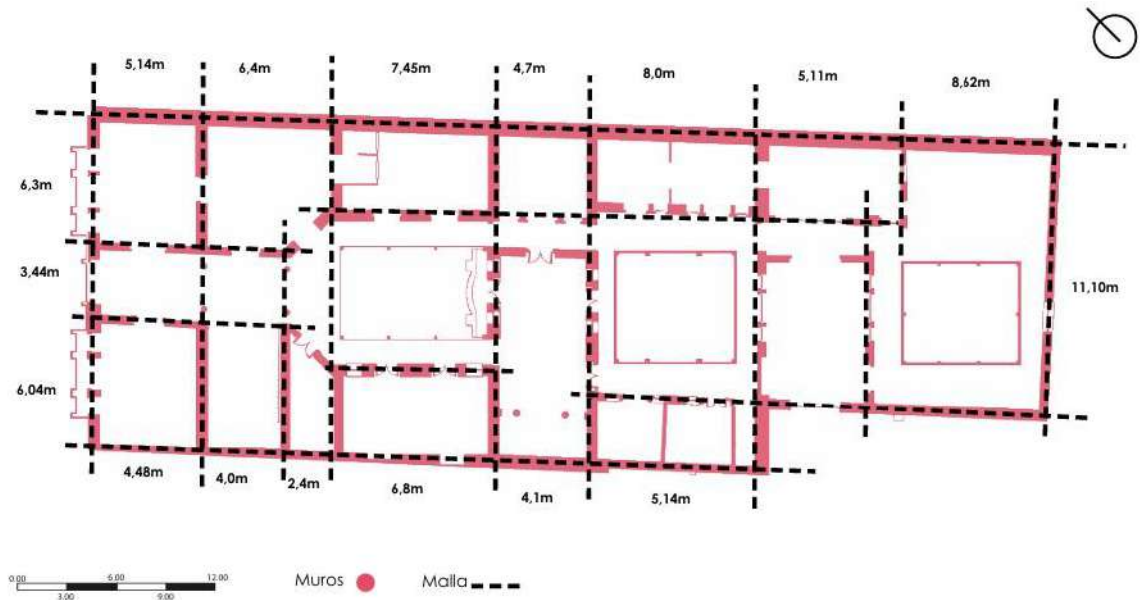 5,14m
6,4m
7,45m
4,7m
8,0m
5,11m
8,62m
6,3m
3,44m
11,10m
6,04m
4,48m
4,0m
2,4m
6,8m
4,1m
5,14m
0.00 6.00 12.00
3.00 9.00
Muros
Malla